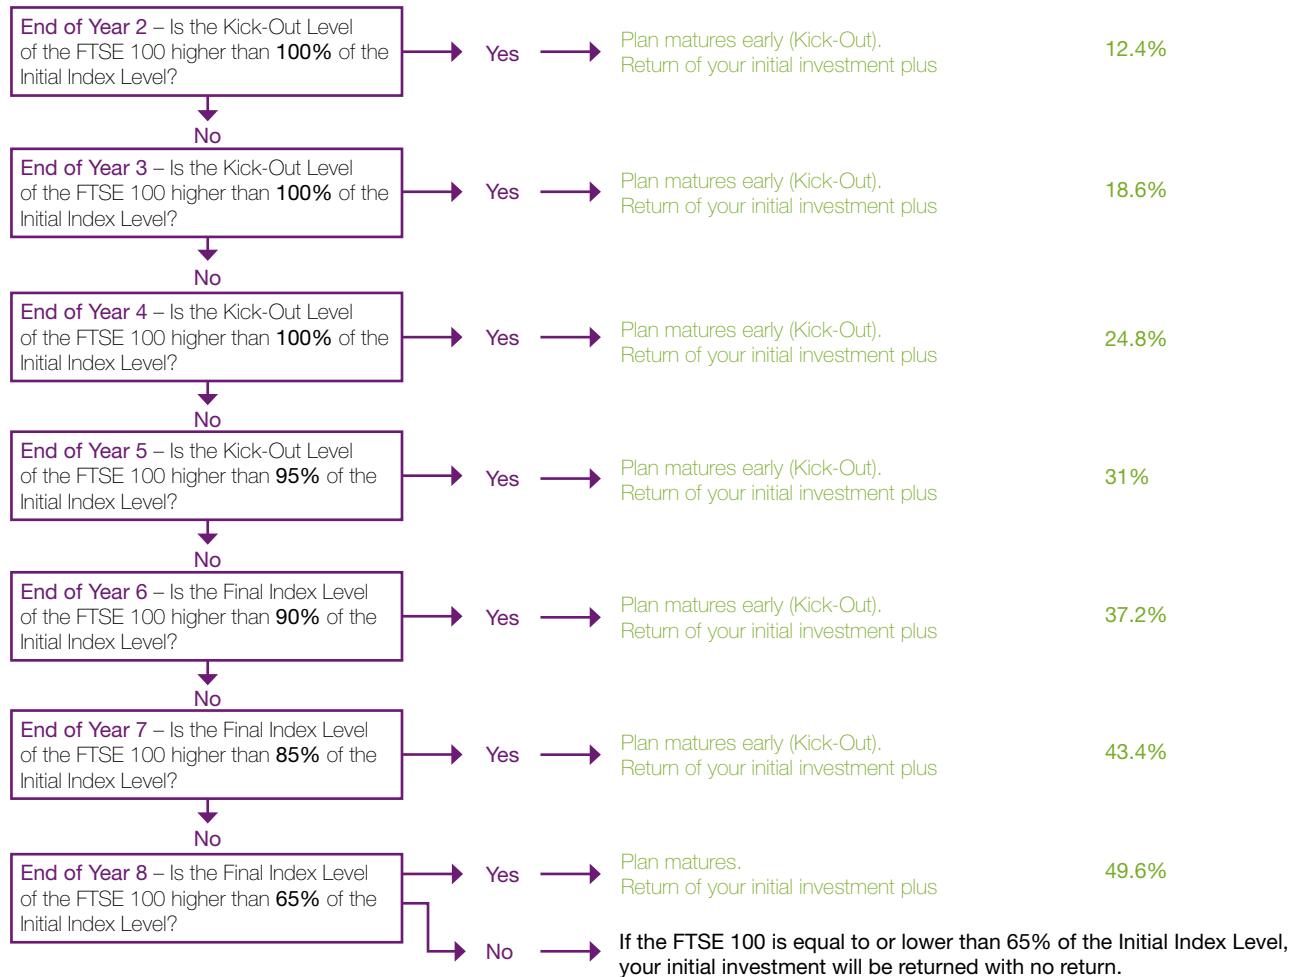 End of Year 2 – Is the Kick-Out Level
of the FTSE 100 higher than 100% of the
Initial Index Level?
Yes
Plan matures early (Kick-Out).
Return of your initial investment plus
12.4%
No
End of Year 3 – Is the Kick-Out Level
of the FTSE 100 higher than 100% of the
Initial Index Level?
Yes
Plan matures early (Kick-Out).
Return of your initial investment plus
18.6%
No
End of Year 4 – Is the Kick-Out Level
of the FTSE 100 higher than 100% of the
Initial Index Level?
Yes
Plan matures early (Kick-Out).
Return of your initial investment plus
24.8%
No
End of Year 5 – Is the Kick-Out Level
of the FTSE 100 higher than 95% of the
Initial Index Level?
Yes
Plan matures early (Kick-Out).
Return of your initial investment plus
31%
No
End of Year 6 – Is the Final Index Level
of the FTSE 100 higher than 90% of the
Initial Index Level?
Yes
Plan matures early (Kick-Out).
Return of your initial investment plus
37.2%
No
End of Year 7 – Is the Final Index Level
of the FTSE 100 higher than 85% of the
Initial Index Level?
Yes
Plan matures early (Kick-Out).
Return of your initial investment plus
43.4%
No
End of Year 8 – Is the Final Index Level
of the FTSE 100 higher than 65% of the
Initial Index Level?
Yes
Plan matures.
Return of your initial investment plus
49.6%
No
If the FTSE 100 is equal to or lower than 65% of the Initial Index Level,
your initial investment will be returned with no return.